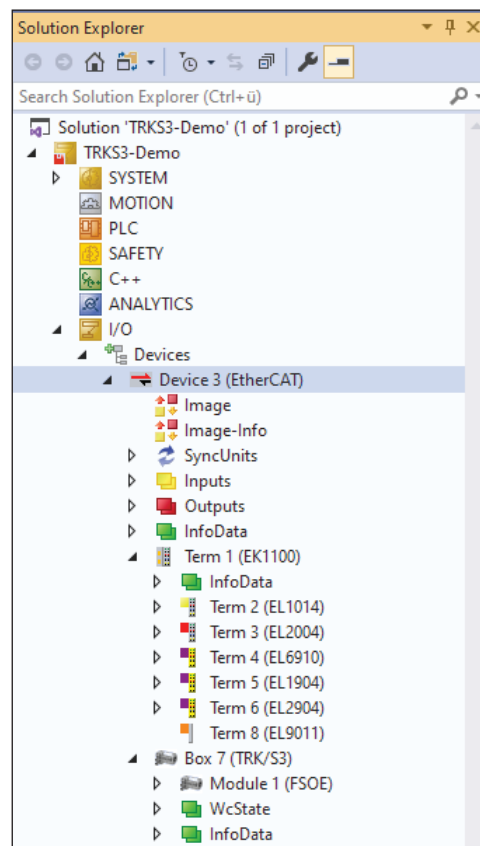 Solution Explorer
Search Solution Explorer (Ctrl+ü)
Solution 'TRKS3-Demo' (1 of 1 project)
TRKS3-Demo
SYSTEM
MOTION
PLC
SAFETY
C++
ANALYTICS
I/O
Devices
Device 3 (EtherCAT)
Image
Image-Info
SyncUnits
Inputs
Outputs
InfoData
Term 1 (EK1100)
InfoData
Term 2 (EL1014)
Term 3 (EL2004)
Term 4 (EL6910)
Term 5 (EL1904)
Term 6 (EL2904)
Term 8 (EL9011)
Box 7 (TRK/S3)
Module 1 (FSOE)
WcState
InfoData